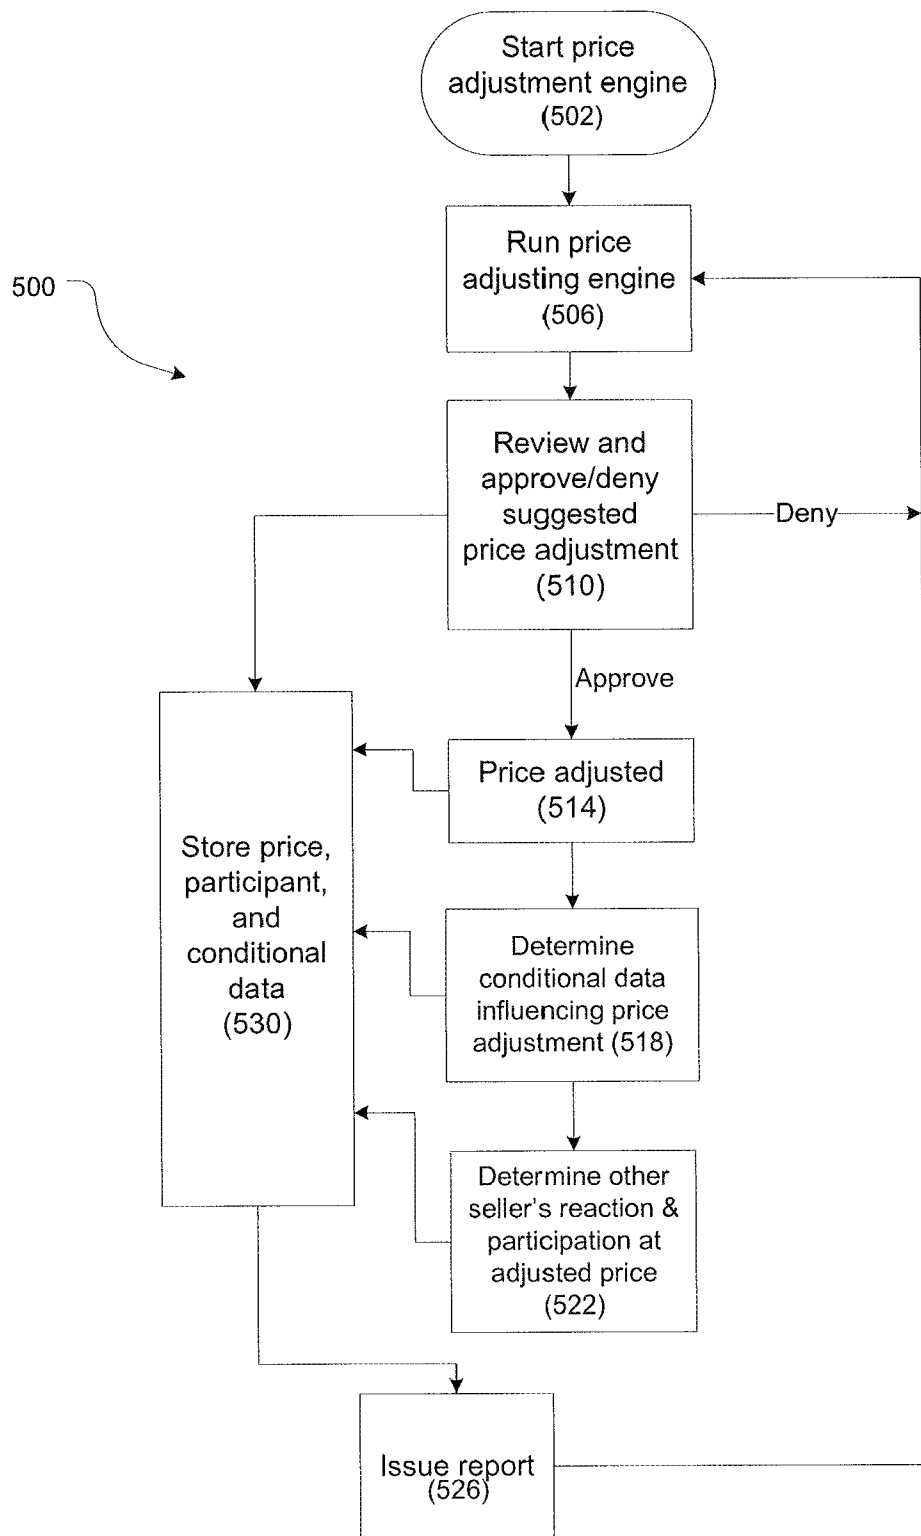 Start price
adjustment engine
(502)
Run price
adjusting engine
(506)
500
Review and
approve/deny
suggested
price adjustment
(510)
Deny
Approve
Price adjusted
(514)
Store price,
participant,
and
conditional
data
(530)
Determine
conditional data
influencing price
adjustment (518)
Determine other
seller's reaction &
participation at
adjusted price
(522)
Issue report
(526)